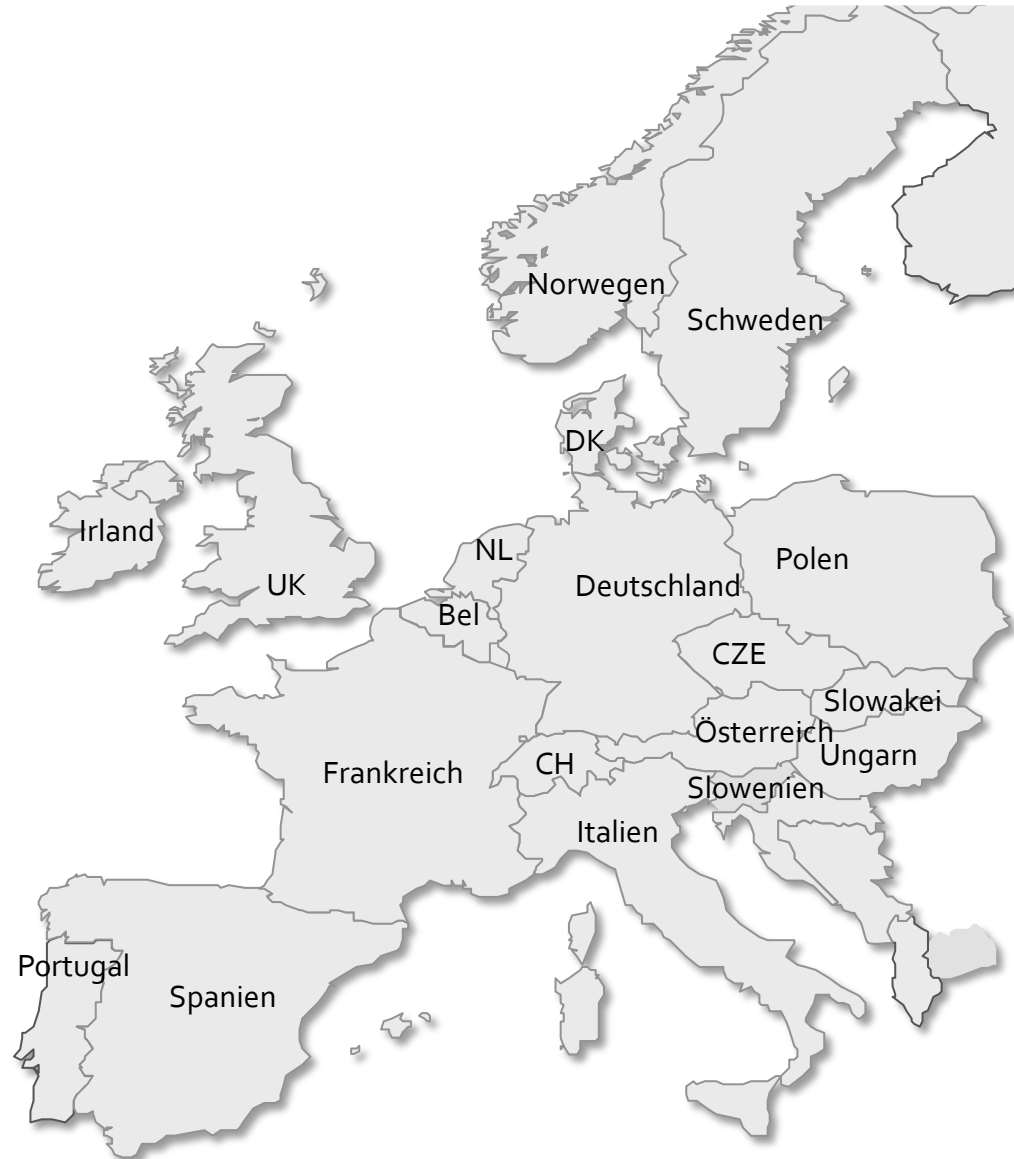 Norwegen
Schweden
DK
Irland
NL
Polen
UK
Deutschland
Bel
CZE
Slowakei
Österreich
Ungarn
CH
Frankreich
Slowenien
Italien
Portugal
Spanien